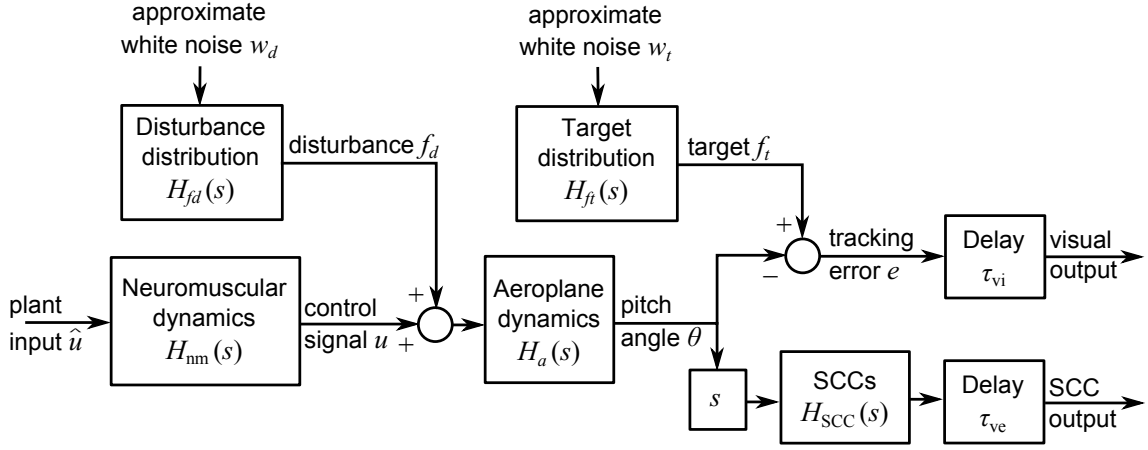 approximate
white noise w_d
approximate
white noise w_t
Disturbance
distribution
H_fd(s)
disturbance f_d
Target
distribution
H_ft(s)
target f_t
plant
input û
Neuromuscular
dynamics
H_nm(s)
control
signal u
+
+
Aeroplane
dynamics
H_a(s)
pitch
angle θ
+
−
tracking
error e
Delay
τ_vi
visual
output
s
SCCs
H_SCC(s)
Delay
τ_ve
SCC
output